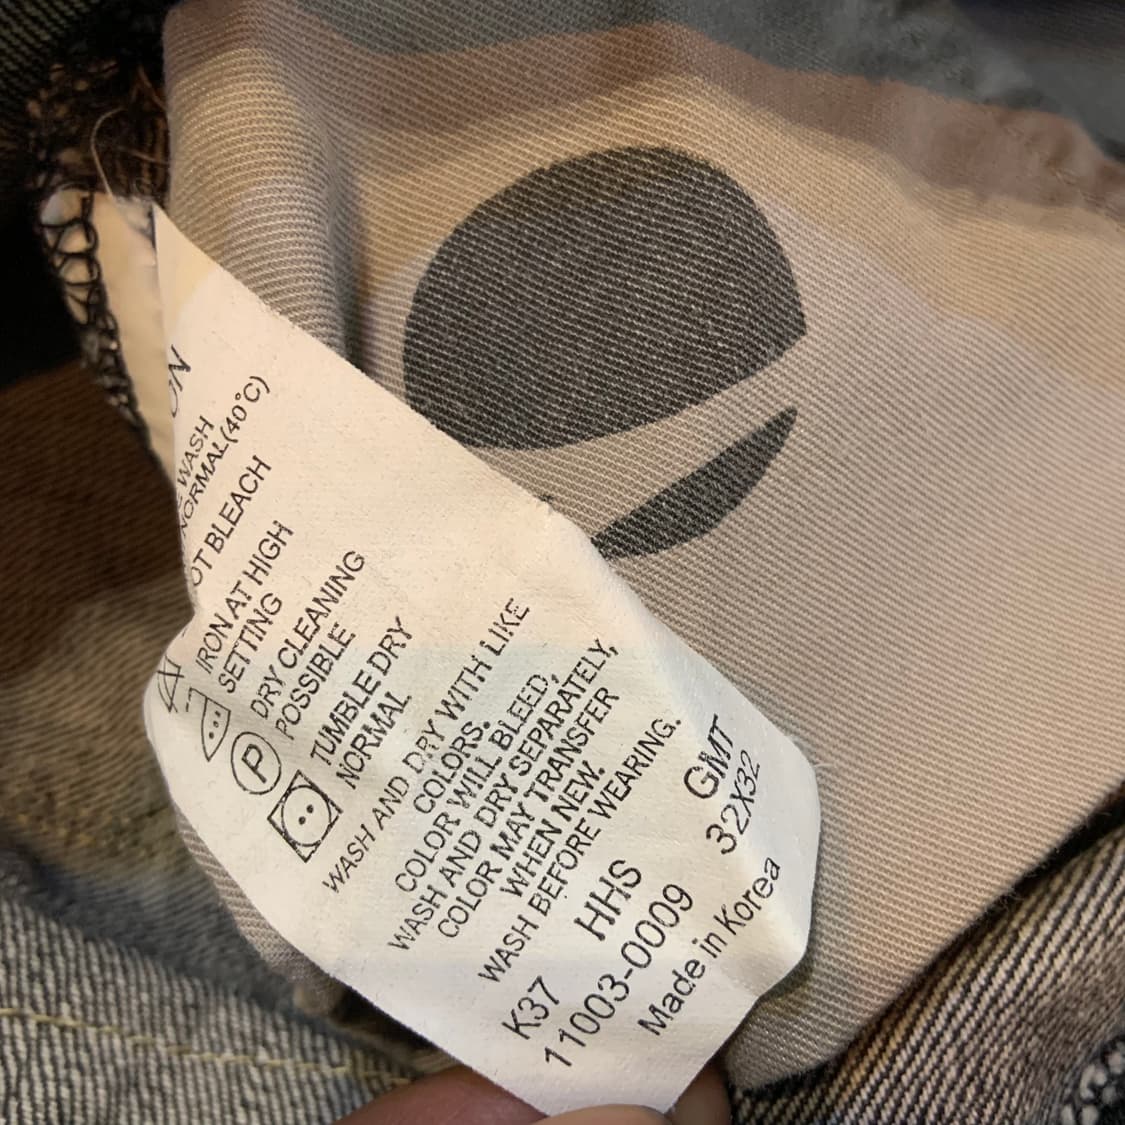 WASH
NORMAL(40°C)
BLEACH
IRON AT HIGH
SETTING
DRY CLEANING
POSSIBLE
P
TUMBLE DRY
NORMAL
WASH AND DRY WITH LIKE
COLORS.
COLOR WILL BLEED,
WASH AND DRY SEPARATELY,
COLOR MAY TRANSFER
WHEN NEW.
WASH BEFORE WEARING.
K37 HHS GMT
11003-0009 32X32
Made in Korea